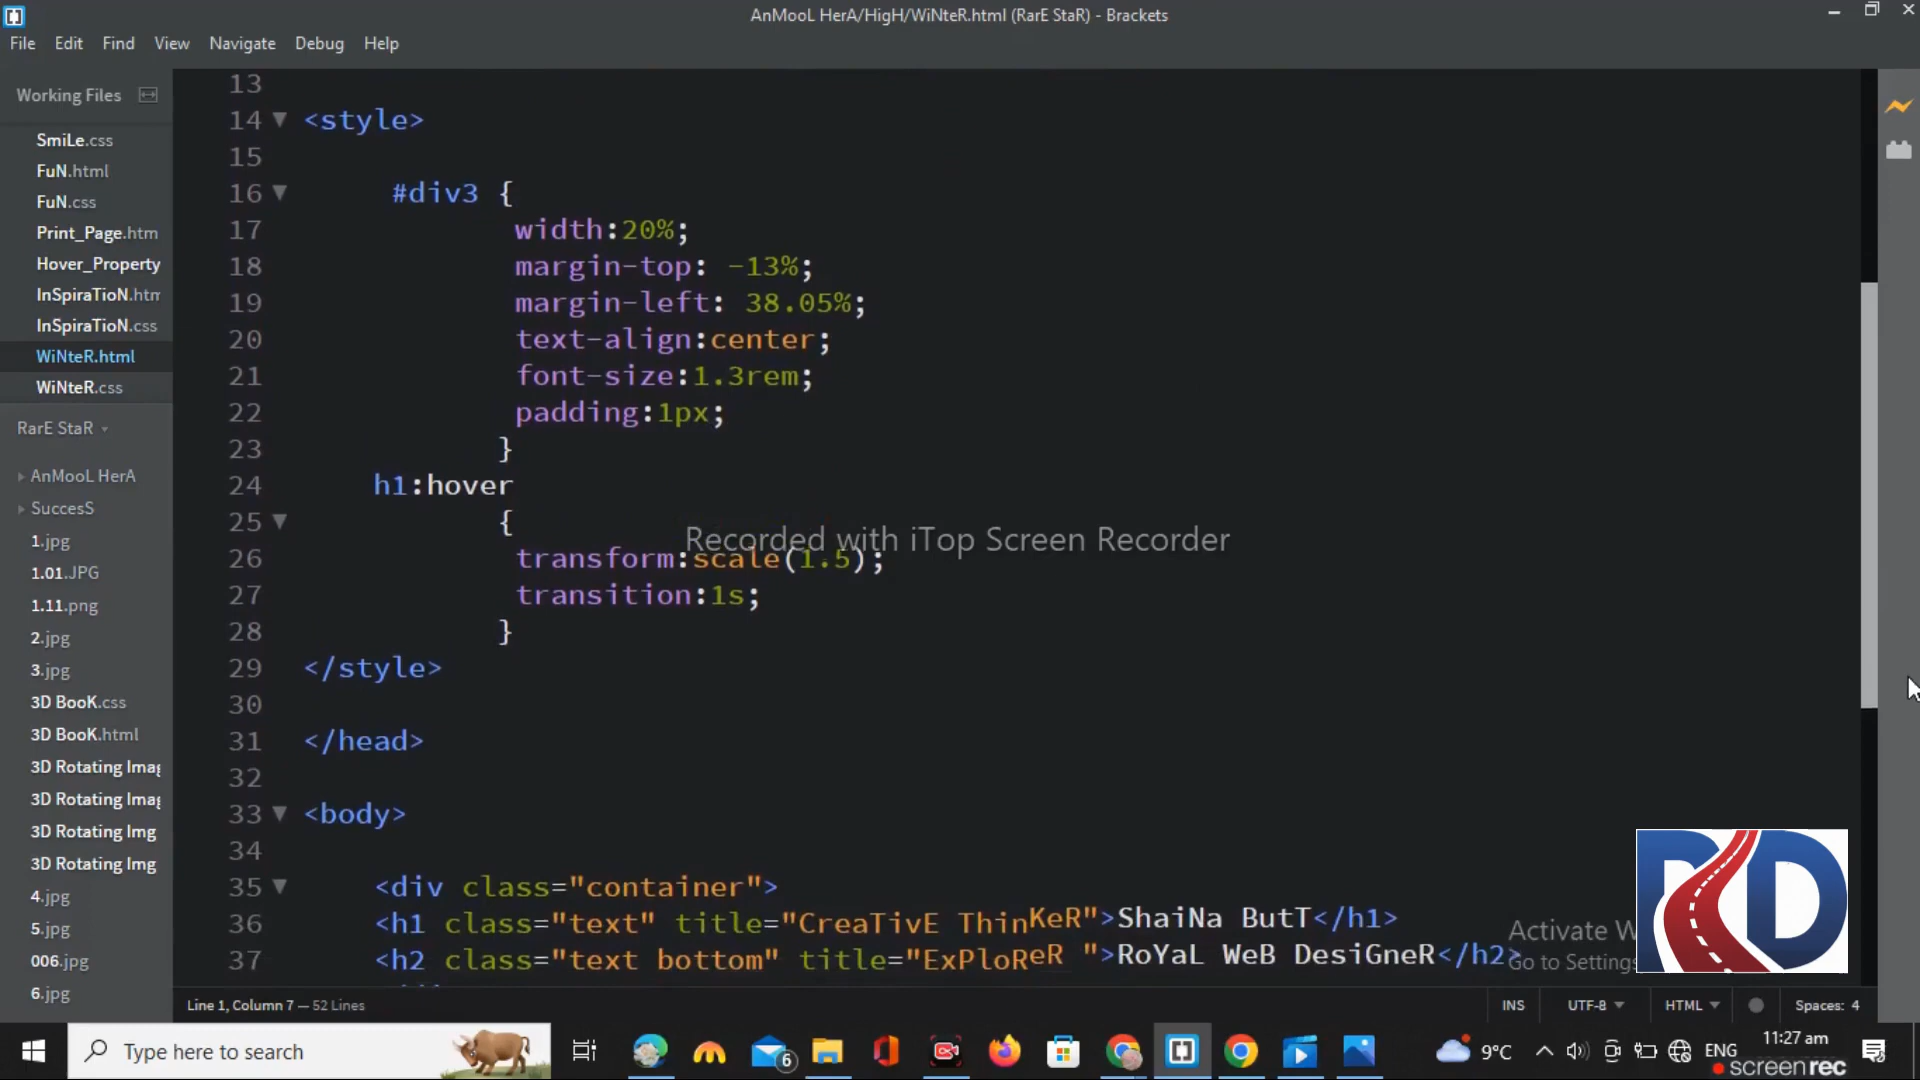 AnMooL HerA/HigH/WiNteR.html (RarE StaR) - Brackets
File Edit Find View Navigate Debug Help
Working Files
SmiLe.css
FuN.html
FuN.css
Print_Page.htm
Hover_Property
InSpiraTioN.htm
InSpiraTioN.css
WiNteR.html
WiNteR.css
RarE StaR
AnMooL HerA
SuccesS
1.jpg
1.01.JPG
1.11.png
2.jpg
3.jpg
3D BooK.css
3D BooK.html
3D Rotating Imag
3D Rotating Imag
3D Rotating Img
3D Rotating Img
4.jpg
5.jpg
006.jpg
6.jpg
13
14 <style>
15
16 #div3 {
17 width:20%;
18 margin-top: -13%;
19 margin-left: 38.05%;
20 text-align:center;
21 font-size:1.3rem;
22 padding:1px;
23 }
24 h1:hover
25 {
26 transform:scale(1.5);
27 transition:1s;
28 }
29 </style>
30
31 </head>
32
33 <body>
34
35 <div class="container">
36 <h1 class="text" title="CreaTivE ThinKeR">ShaiNa ButT</h1>
37 <h2 class="text bottom" title="ExPloReR ">RoYaL WeB DesiGneR</h2>
Recorded with iTop Screen Recorder
Activate W
Go to Settings
RD
Line 1, Column 7 — 52 Lines
INS UTF-8 HTML Spaces: 4
Type here to search
6
9°C
ENG
11:27 am
screenrec